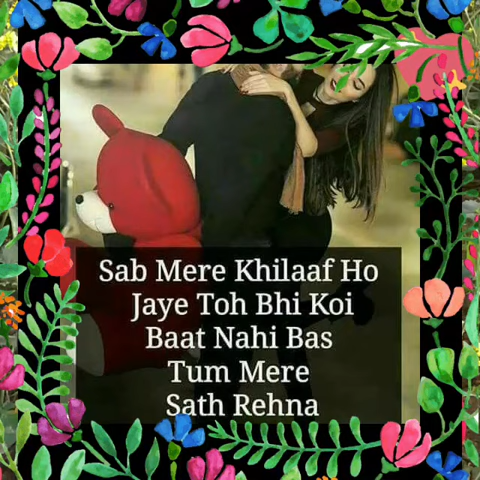 Sab Mere Khilaaf Ho
Jaye Toh Bhi Koi
Baat Nahi Bas
Tum Mere
Sath Rehna